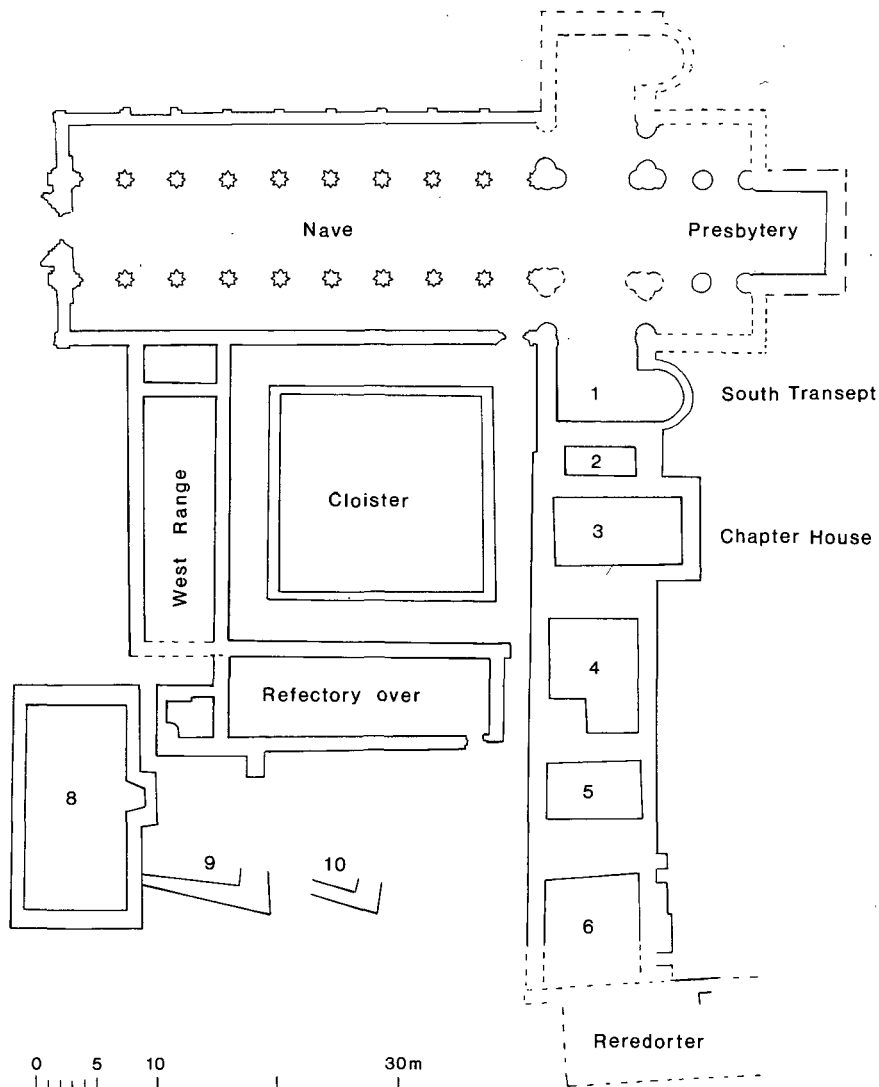 Nave
Presbytery
1
South Transept
2
Cloister
3
Chapter House
West Range
4
Refectory over
5
8
9
10
6
Reredorter
0 5 10 30m